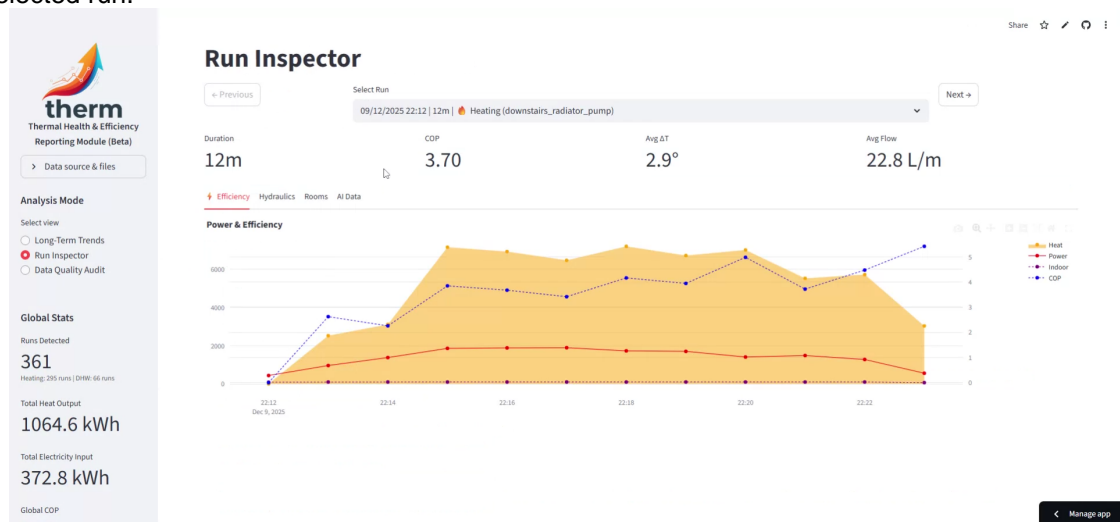 elected run.
Share
therm
Thermal Health & Efficiency
Reporting Module (Beta)
Data source & files
Analysis Mode
Select view
Long-Term Trends
Run Inspector
Data Quality Audit
Global Stats
Runs Detected
361
Heating: 295 runs | DHW: 66 runs
Total Heat Output
1064.6 kWh
Total Electricity Input
372.8 kWh
Global COP
Run Inspector
← Previous
Select Run
09/12/2025 22:12 | 12m | 🔥 Heating (downstairs_radiator_pump)
Next →
Duration
12m
COP
3.70
Avg ΔT
2.9°
Avg Flow
22.8 L/m
Efficiency Hydraulics Rooms AI Data
Power & Efficiency
6000
4000
2000
0
5
4
3
2
1
0
22:12
Dec 9, 2025
22:14
22:16
22:18
22:20
22:22
Heat
Power
Indoor
COP
Manage app